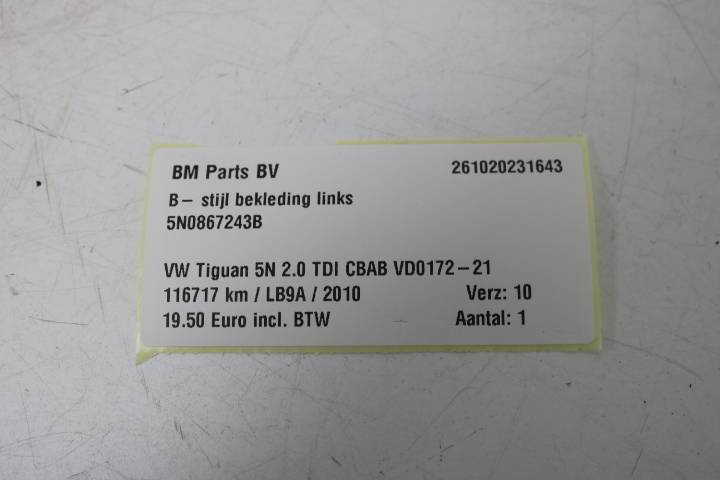 BM Parts BV 261020231643
B- stijl bekleding links
5N0867243B
VW Tiguan 5N 2.0 TDI CBAB VD0172-21
116717 km / LB9A / 2010 Verz: 10
19.50 Euro incl. BTW Aantal: 1